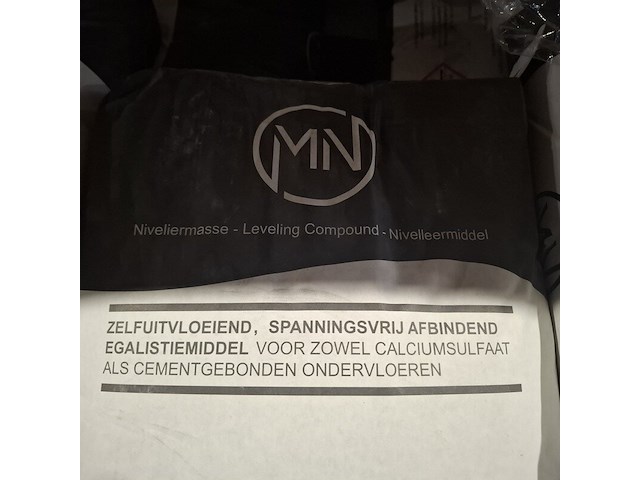 MN
Niveliermasse - Leveling Compound - Nivelleermiddel
ZELFUITVLOEIEND, SPANNINGSVRIJ AFBINDEND
EGALISTIEMIDDEL VOOR ZOWEL CALCIUMSULFAAT
ALS CEMENTGEBONDEN ONDERVLOEREN